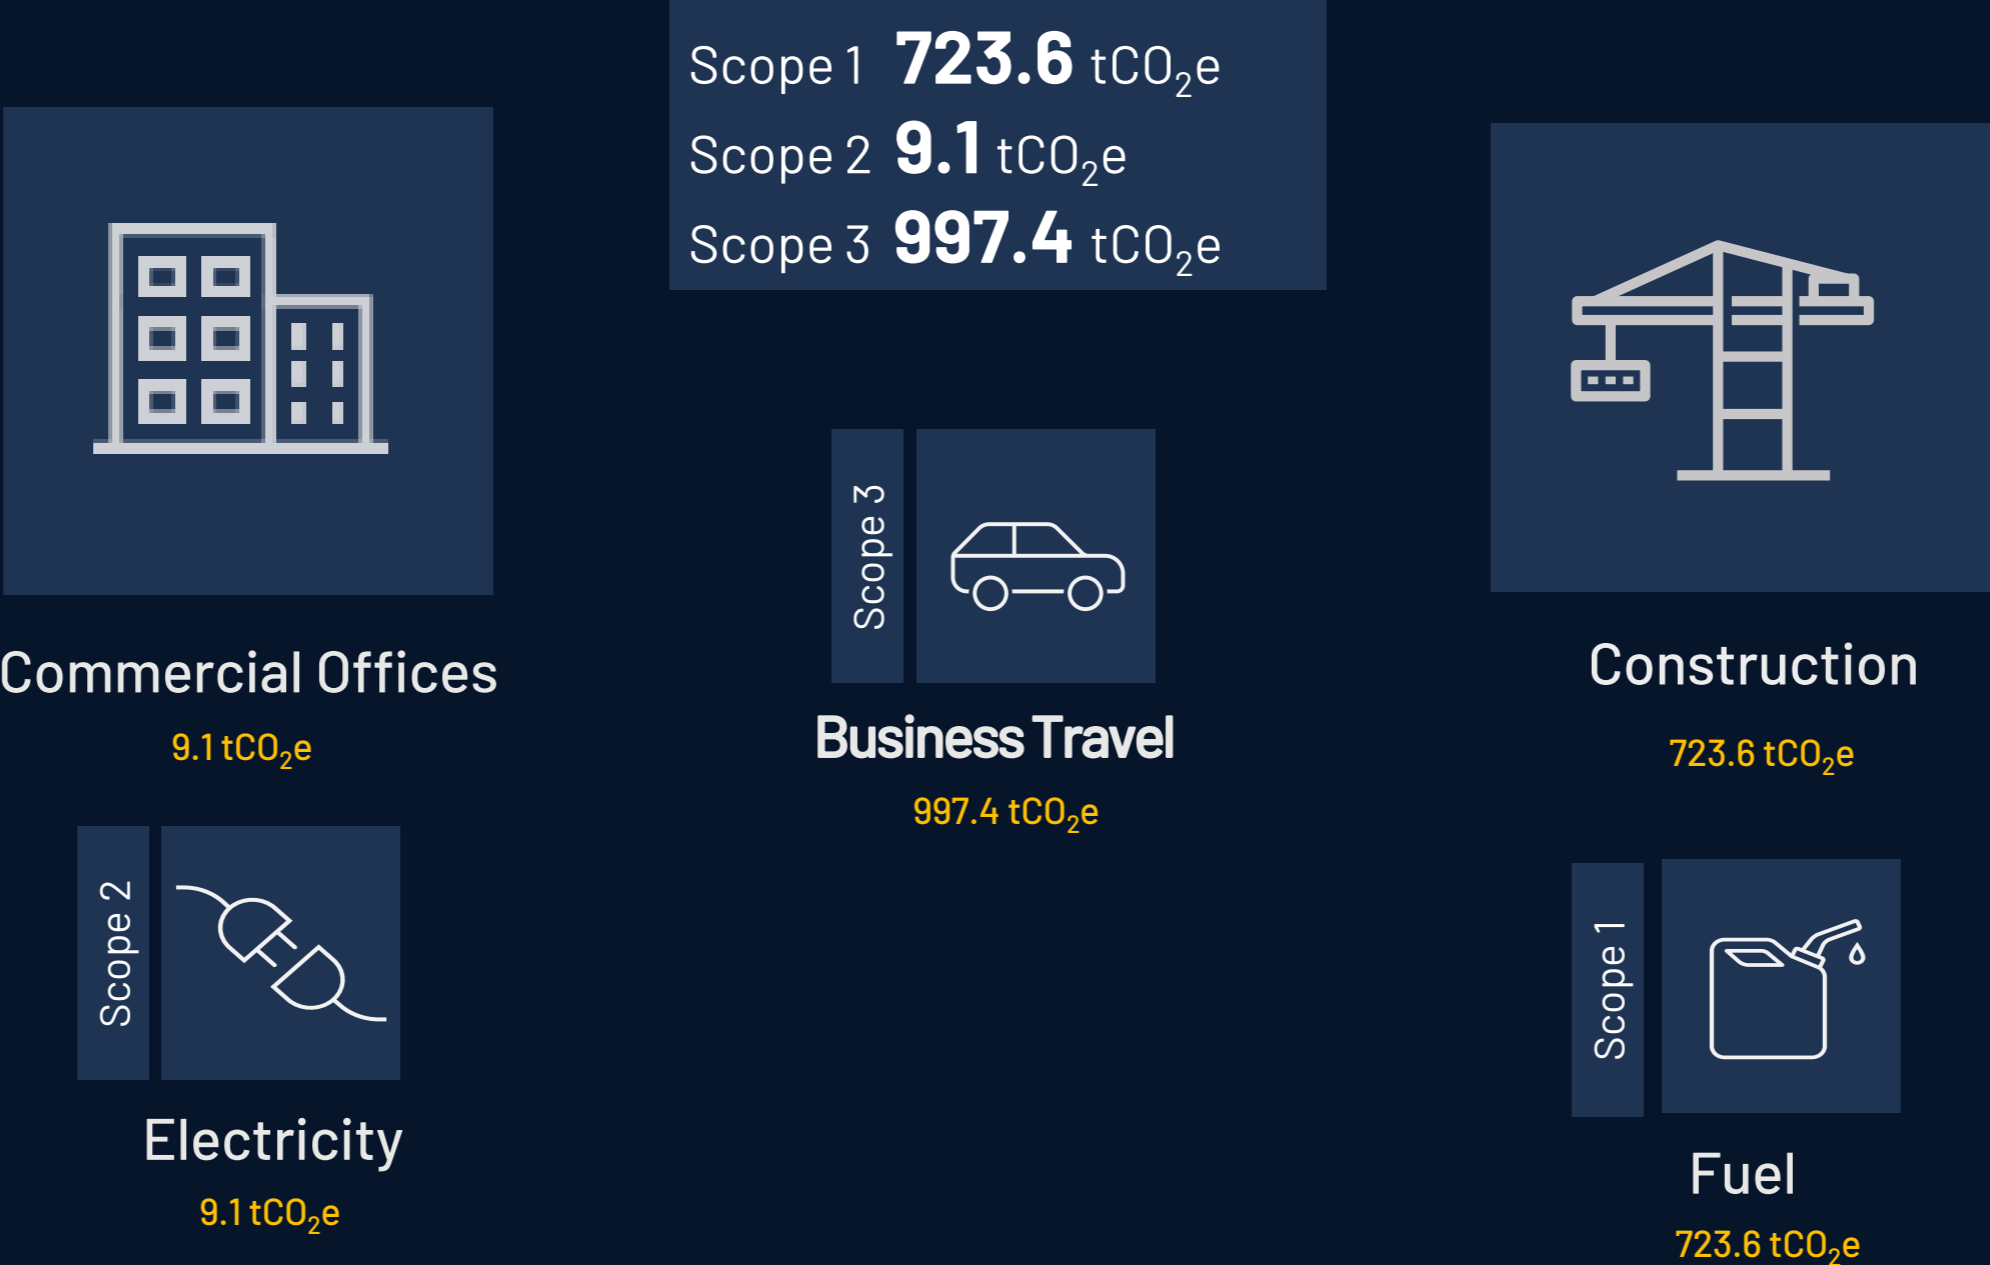 Scope 1 723.6 tCO₂e
Scope 2 9.1 tCO₂e
Scope 3 997.4 tCO₂e
Commercial Offices
9.1 tCO₂e
Scope 2
Electricity
9.1 tCO₂e
Scope 3
Business Travel
997.4 tCO₂e
Construction
723.6 tCO₂e
Scope 1
Fuel
723.6 tCO₂e